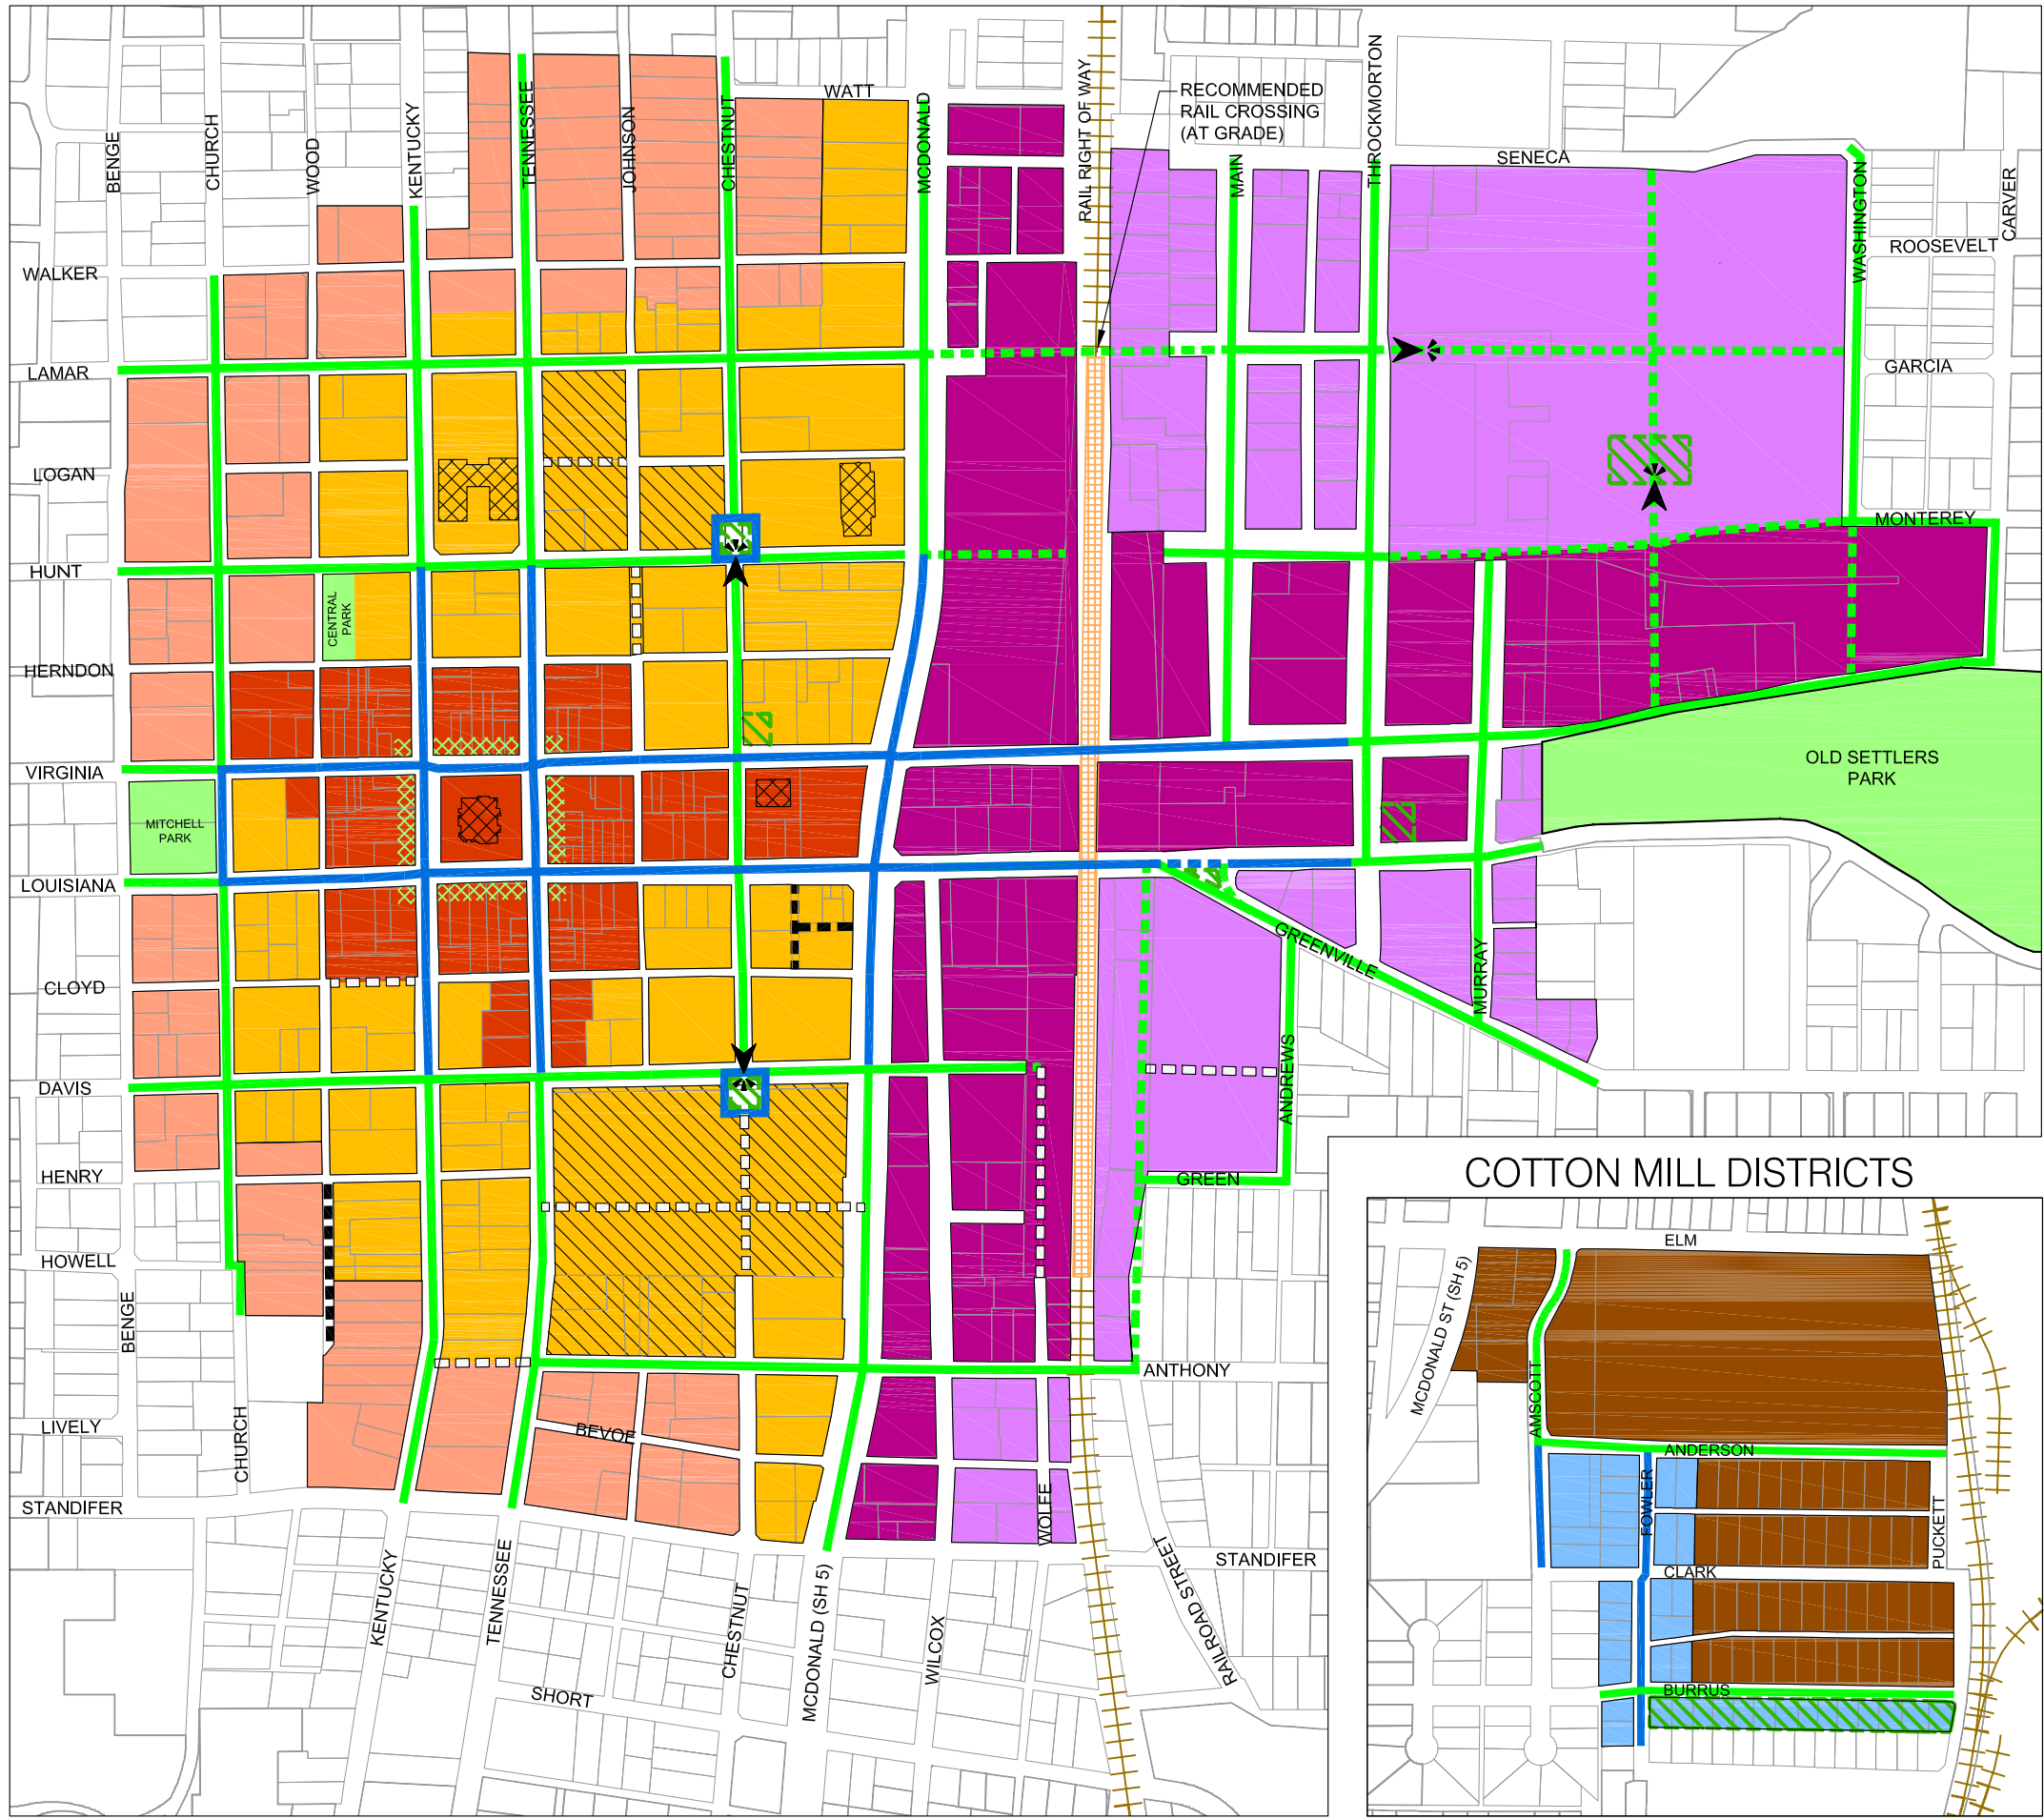 WATT
RECOMMENDED
RAIL CROSSING
(AT GRADE)
RAIL RIGHT OF WAY
BENGE
CHURCH
WOOD
KENTUCKY
TENNESSEE
JOHNSON
CHESTNUT
MCDONALD
MAIN
THROCKMORTON
SENECA
WASHINGTON
CARVER
ROOSEVELT
WALKER
GARCIA
LAMAR
LOGAN
MONTEREY
HUNT
CENTRAL
PARK
HERNDON
VIRGINIA
OLD SETTLERS
PARK
MITCHELL
PARK
LOUISIANA
GREENVILLE
MURRAY
CLOYD
ANDREWS
DAVIS
HENRY
GREEN
HOWELL
BENGE
ANTHONY
LIVELY
CHURCH
BEVOE
STANDIFER
WOLFE
STANDIFER
KENTUCKY
TENNESSEE
CHESTNUT
MCDONALD (SH 5)
WILCOX
RAILROAD STREET
SHORT
COTTON MILL DISTRICTS
ELM
MCDONALD ST (SH 5)
AMSCOTT
ANDERSON
FOWLER
PUCKETT
CLARK
BURRUS